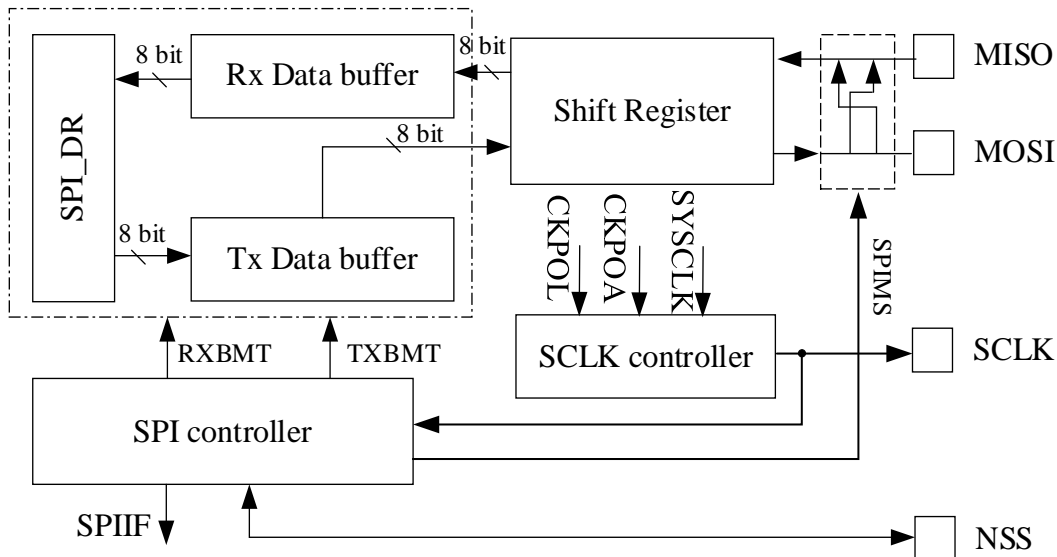 8 bit
Rx Data buffer
8 bit
Shift Register
MISO
8 bit
MOSI
SPI_DR
8 bit
Tx Data buffer
CKPOL
CKPOA
SYSCLK
SPIMS
RXBMT
TXBMT
SCLK controller
SCLK
SPI controller
SPIIF
NSS